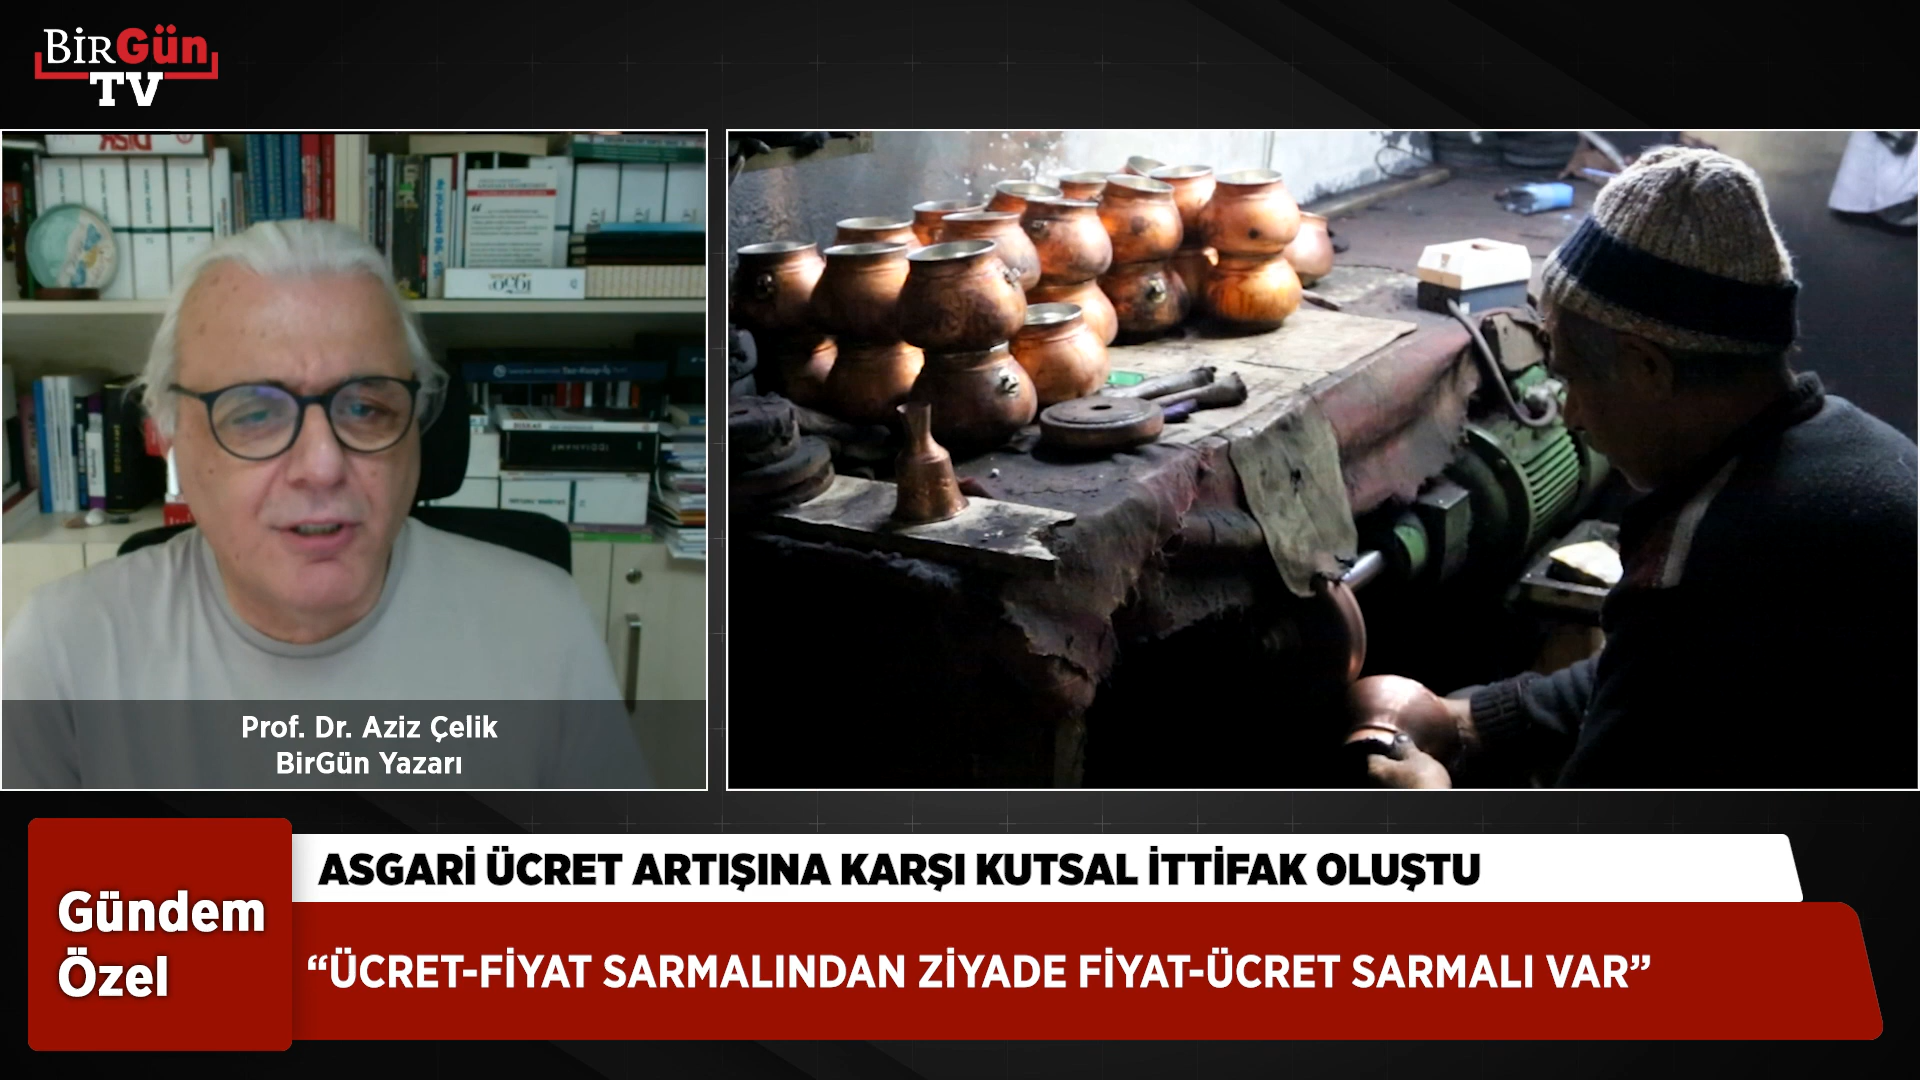 BirGün
TV
Prof. Dr. Aziz Çelik
BirGün Yazarı
Gündem
Özel
ASGARİ ÜCRET ARTIŞINA KARŞI KUTSAL İTTİFAK OLUŞTU
“ÜCRET-FİYAT SARMALINDAN ZİYADE FİYAT-ÜCRET SARMALI VAR”